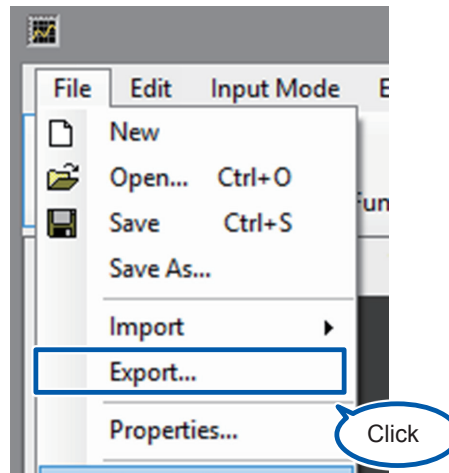 File Edit Input Mode
New
Open... Ctrl+O
Save Ctrl+S
Save As...
Import
Export...
Properties...
Click